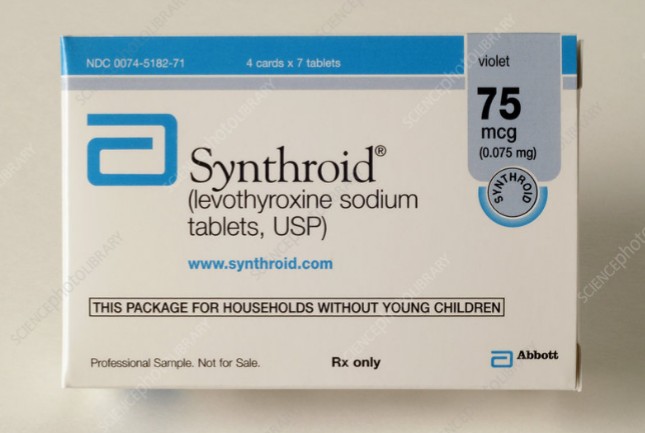 NDC 0074-5182-71
4 cards x 7 tablets
violet
75
mcg
(0.075 mg)
SYNTHROID
Synthroid®
(levothyroxine sodium
tablets, USP)
www.synthroid.com
THIS PACKAGE FOR HOUSEHOLDS WITHOUT YOUNG CHILDREN
Professional Sample. Not for Sale.
Rx only
Abbott
SCIENCEPHOTOLIBRARY